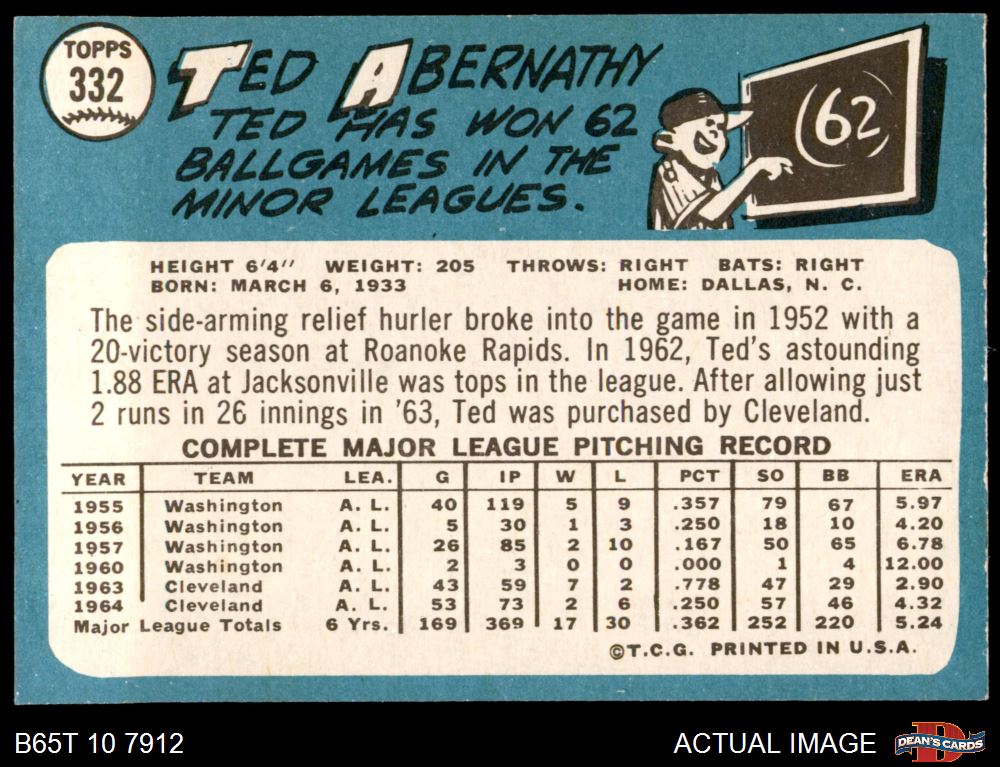 TOPPS
332
TED ABERNATHY
TED HAS WON 62
BALLGAMES IN THE
MINOR LEAGUES.
(62)
HEIGHT 6'4" WEIGHT: 205 THROWS: RIGHT BATS: RIGHT
BORN: MARCH 6, 1933 HOME: DALLAS, N. C.
The side-arming relief hurler broke into the game in 1952 with a
20-victory season at Roanoke Rapids. In 1962, Ted's astounding
1.88 ERA at Jacksonville was tops in the league. After allowing just
2 runs in 26 innings in '63, Ted was purchased by Cleveland.
COMPLETE MAJOR LEAGUE PITCHING RECORD
YEAR TEAM LEA. G IP W L PCT SO BB ERA
1955 Washington A. L. 40 119 5 9 .357 79 67 5.97
1956 Washington A. L. 5 30 1 3 .250 18 10 4.20
1957 Washington A. L. 26 85 2 10 .167 50 65 6.78
1960 Washington A. L. 2 3 0 0 .000 1 4 12.00
1963 Cleveland A. L. 43 59 7 2 .778 47 29 2.90
1964 Cleveland A. L. 53 73 2 6 .250 57 46 4.32
Major League Totals 6 Yrs. 169 369 17 30 .362 252 220 5.24
©T.C.G. PRINTED IN U.S.A.
B65T 10 7912 ACTUAL IMAGE D DEAN'S CARDS